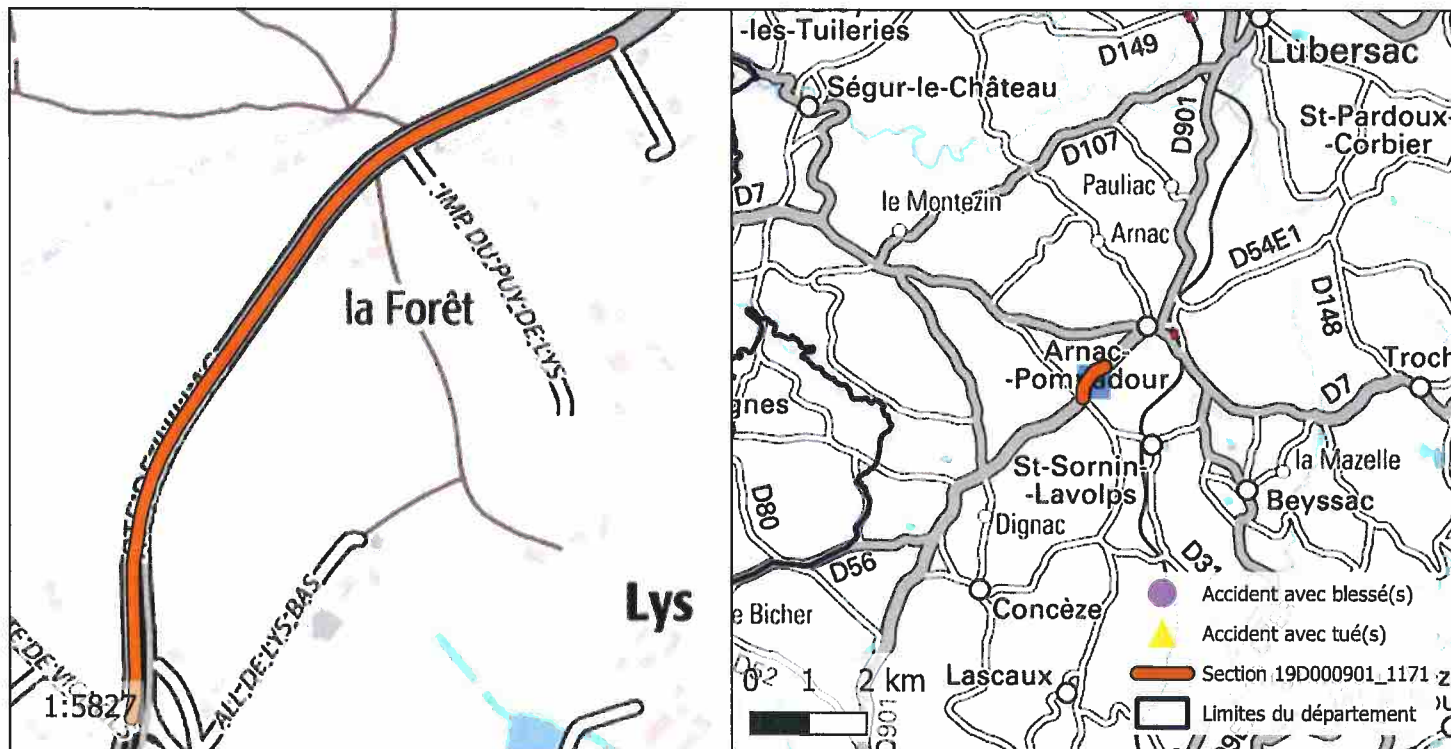 IMP. DU PUY DE LYS
la Forêt
Lys
ALL. DE LYS BAS
1:5827
-les-Tuileries
D149
Lubersac
Ségur-le-Château
D901
St-Pardoux-
-Corbier
D107
Pauliac
D7
le Montezin
Arnac
D54E1
D148
Arnac-
-Pompadour
Troch
D7
gnes
St-Sornin-
-Lavolps
la Mazelle
Beyssac
D80
Dignac
D56
Concèze
e Bicher
Lascaux
D901
0 1 2 km
Accident avec blessé(s)
Accident avec tué(s)
Section 19D000901_1171
Limites du département